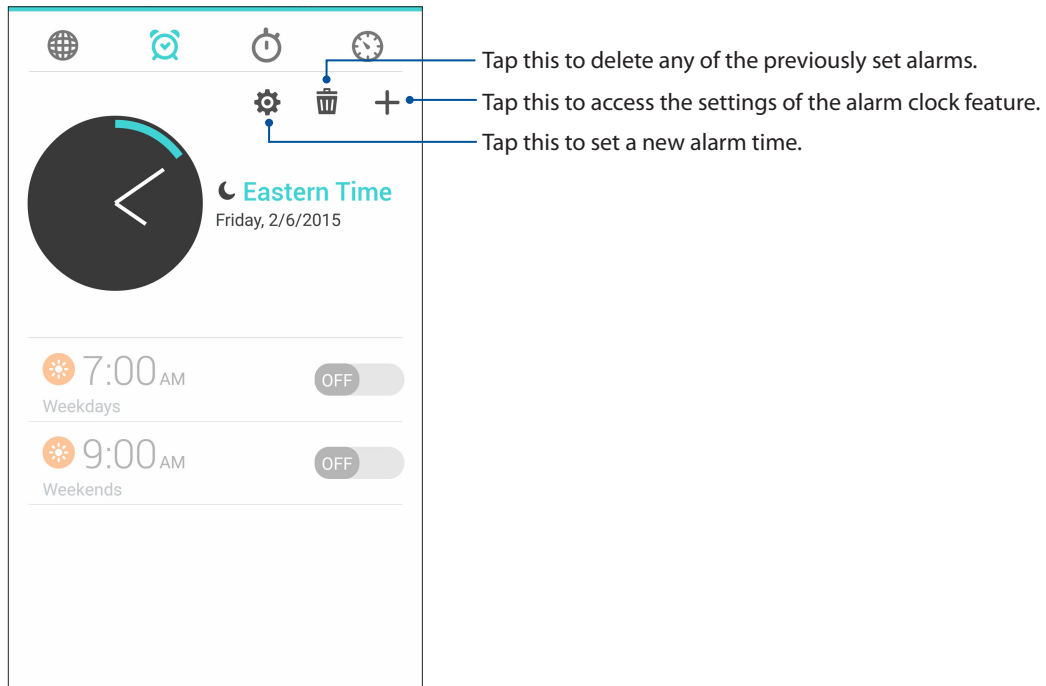 Tap this to delete any of the previously set alarms.
Tap this to access the settings of the alarm clock feature.
Tap this to set a new alarm time.
Eastern Time
Friday, 2/6/2015
7:00 AM
OFF
Weekdays
9:00 AM
OFF
Weekends